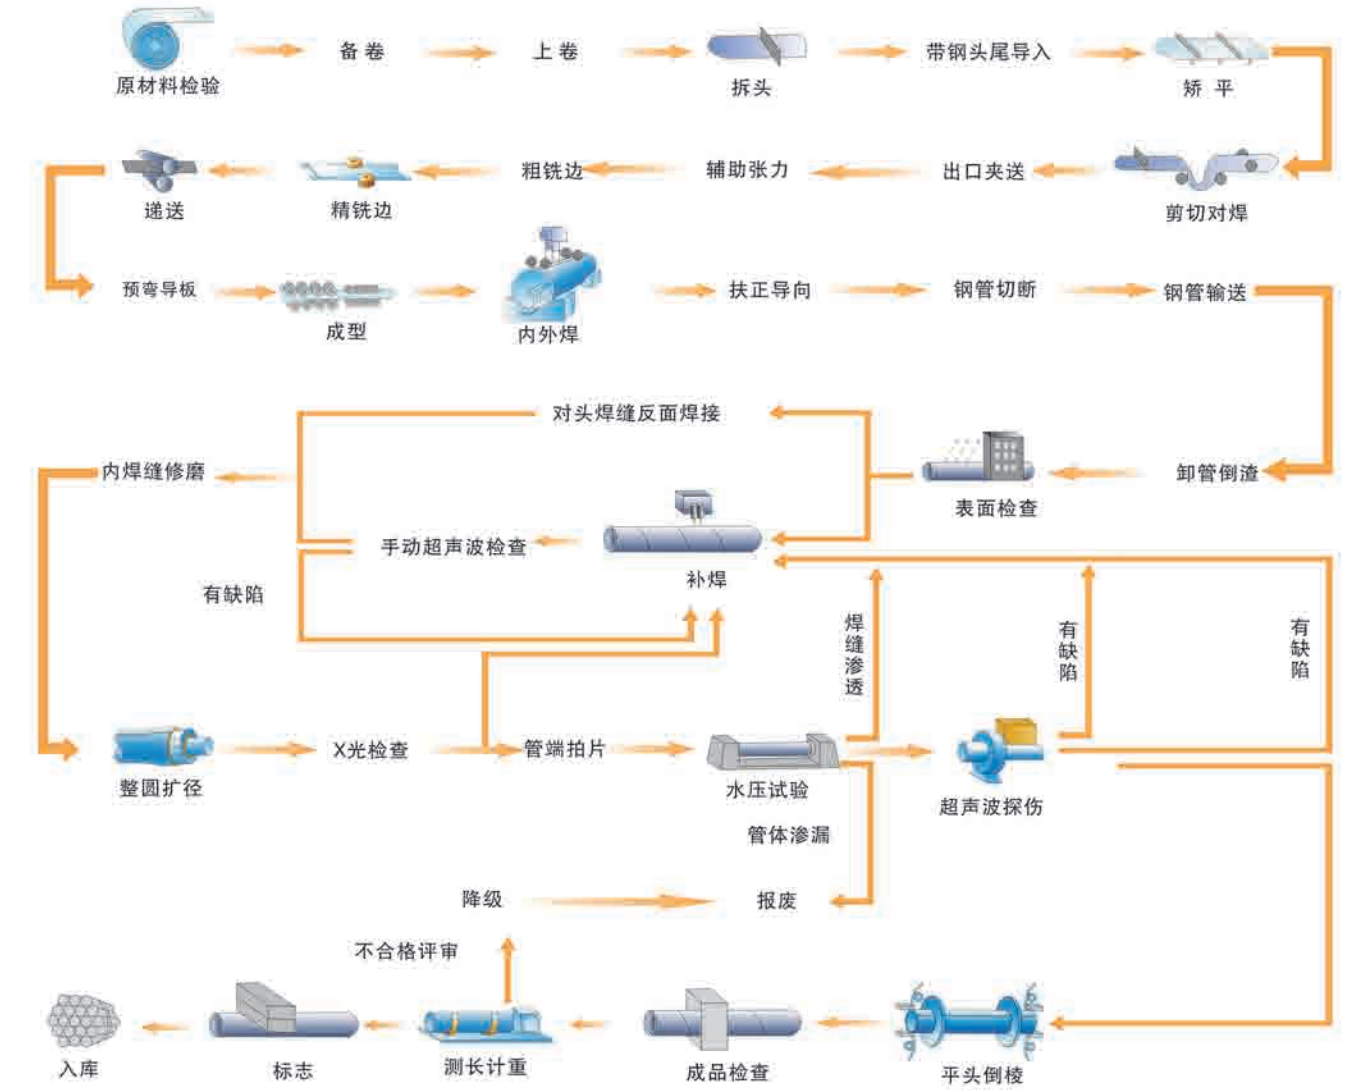 原材料检验
备卷
上卷
拆头
带钢头尾导入
矫 平
递送
精铣边
粗铣边
辅助张力
出口夹送
剪切对焊
预弯导板
成型
内外焊
扶正导向
钢管切断
钢管输送
对头焊缝反面焊接
内焊缝修磨
手动超声波检查
补焊
表面检查
卸管倒渣
有缺陷
焊缝渗透
有缺陷
有缺陷
整圆扩径
X光检查
管端拍片
水压试验
超声波探伤
管体渗漏
降级
报废
不合格评审
入库
标志
测长计重
成品检查
平头倒棱